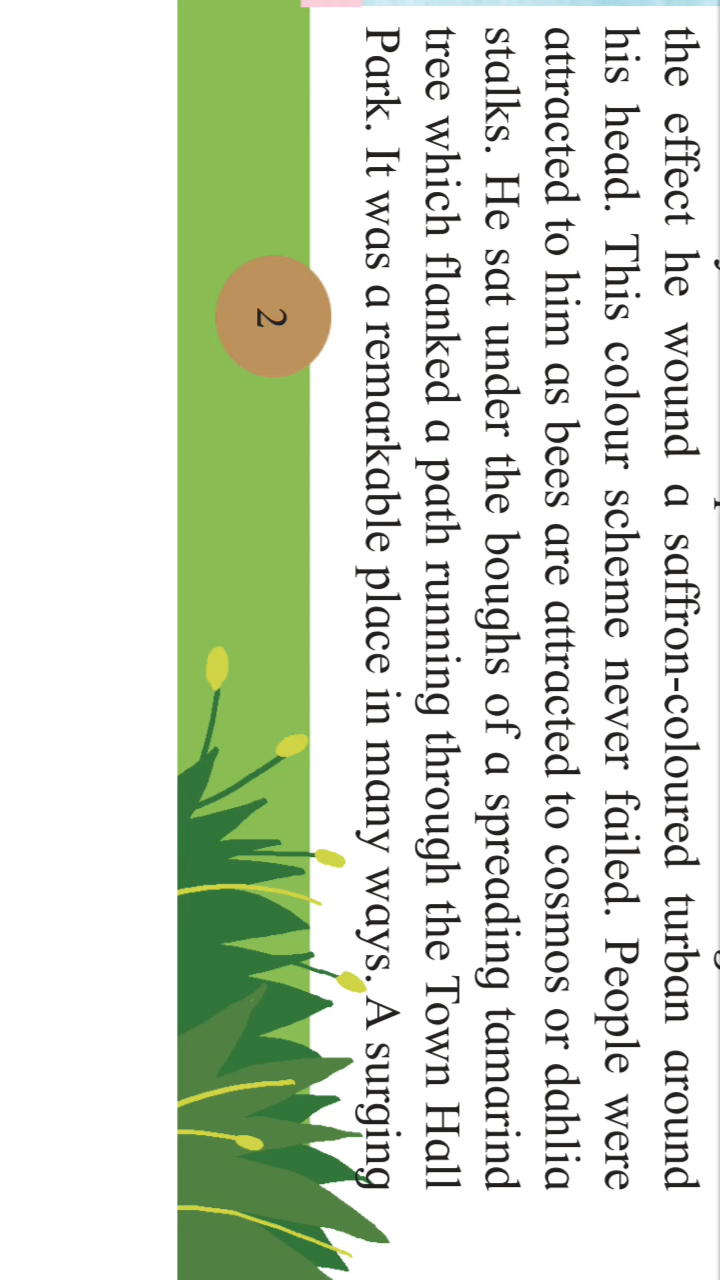 the effect he wound a saffron-coloured turban around
his head. This colour scheme never failed. People were
attracted to him as bees are attracted to cosmos or dahlia
stalks. He sat under the boughs of a spreading tamarind
tree which flanked a path running through the Town Hall
Park. It was a remarkable place in many ways. A surging
2